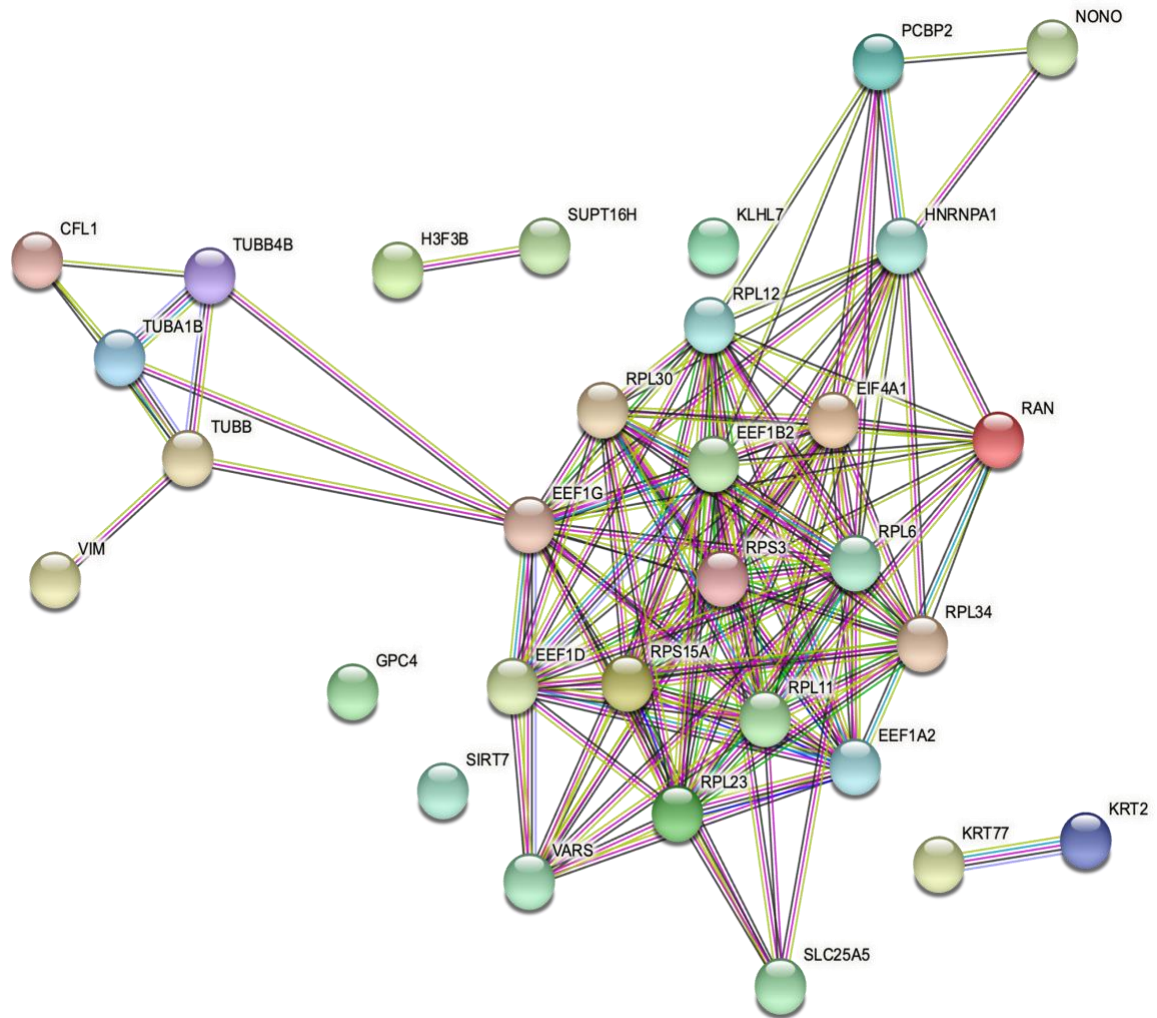 NONO
PCBP2
SUPT16H
KLHL7
HNRNPA1
CFL1
H3F3B
TUBB4B
RPL12
TUBA1B
RPL30
EIF4A1
RAN
TUBB
EEF1B2
EEF1G
RPL6
VIM
RPS3
RPL34
GPC4
EEF1D
RPS15A
RPL11
EEF1A2
SIRT7
RPL23
KRT2
KRT77
VARS
SLC25A5